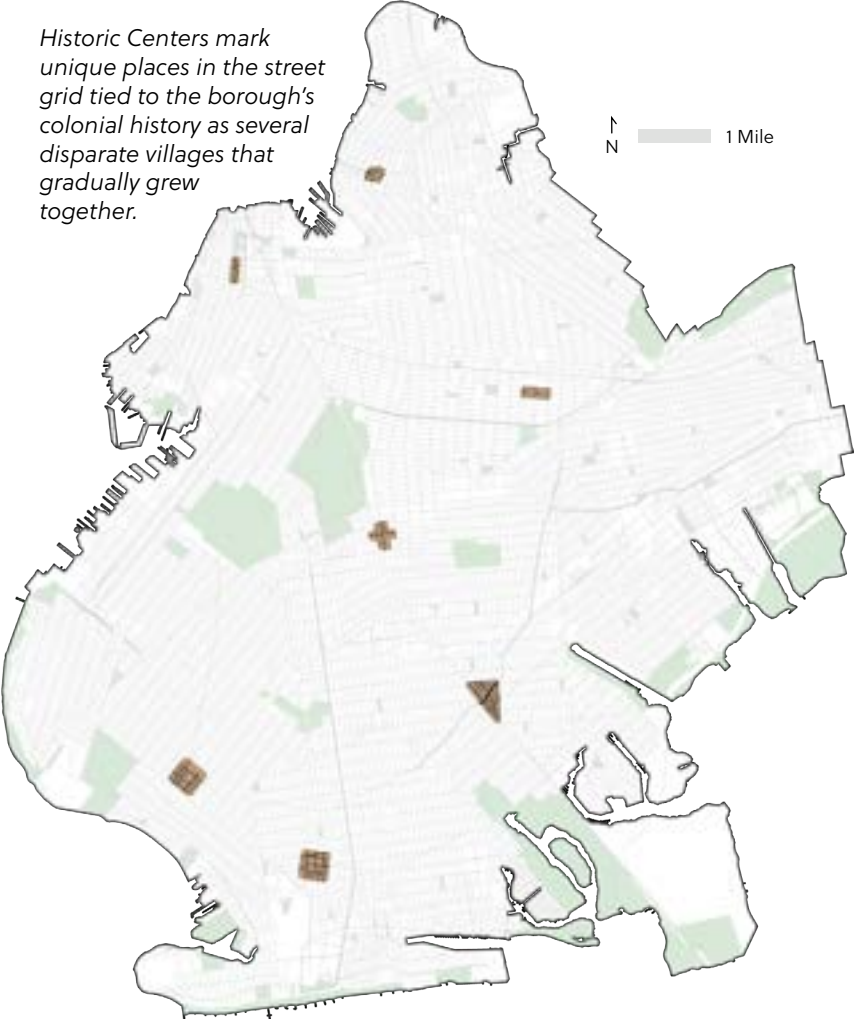 Historic Centers mark
unique places in the street
grid tied to the borough's
colonial history as several
disparate villages that
gradually grew
together.
N
1 Mile